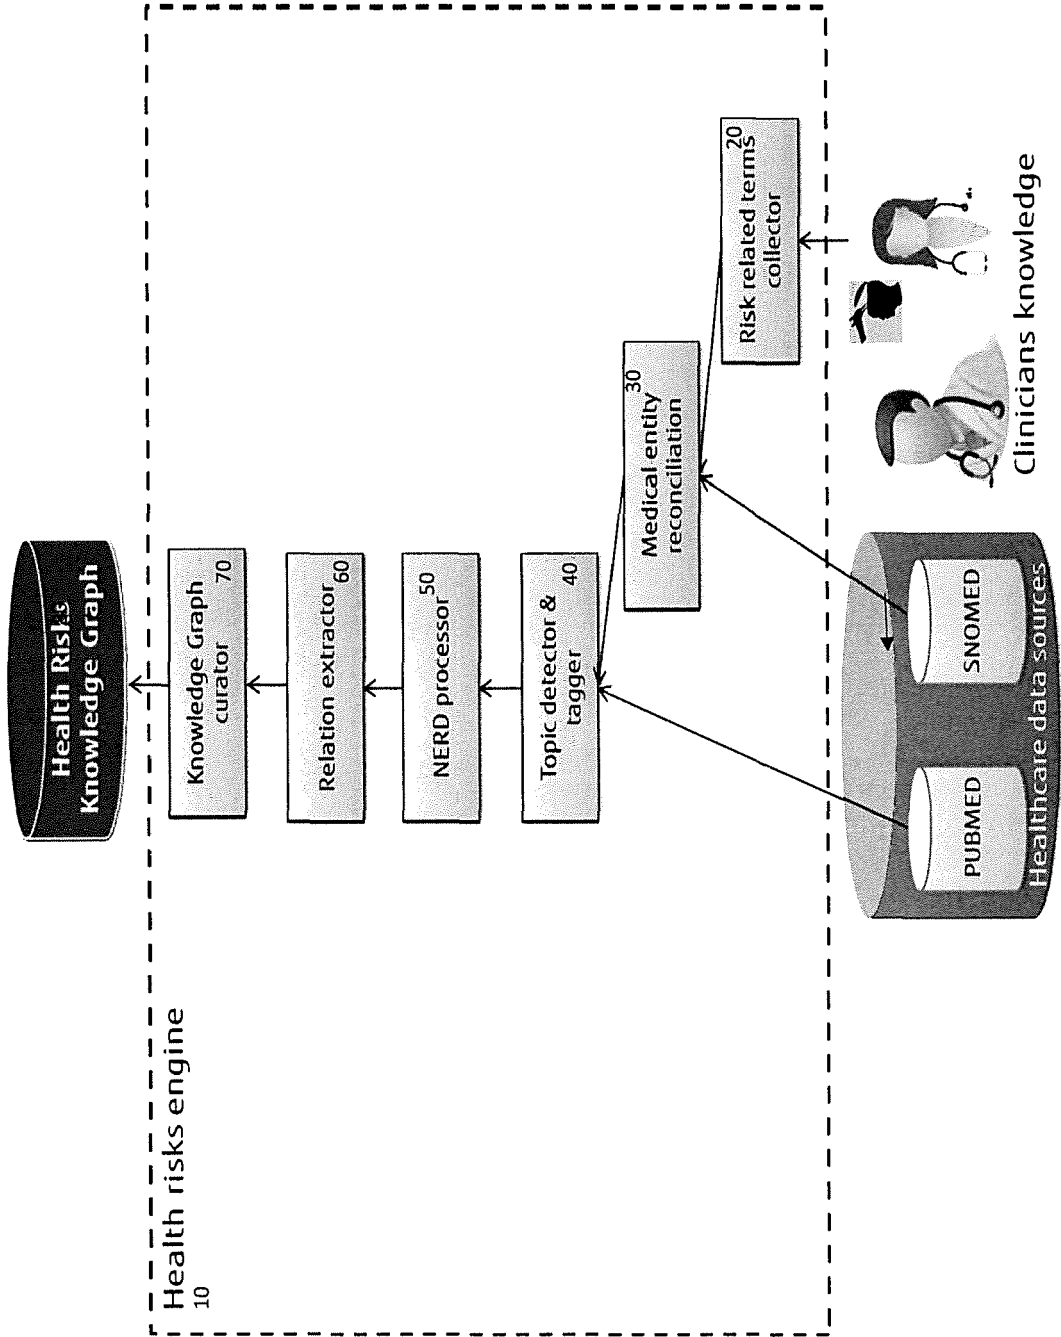 Health Risks
Knowledge Graph
Health risks engine
10
Knowledge Graph
curator
70
Relation extractor
60
NERD processor
50
Topic detector &
tagger
40
Medical entity
reconciliation
30
Risk related terms
collector
20
PUBMED
SNOMED
Healthcare data sources
Clinicians knowledge